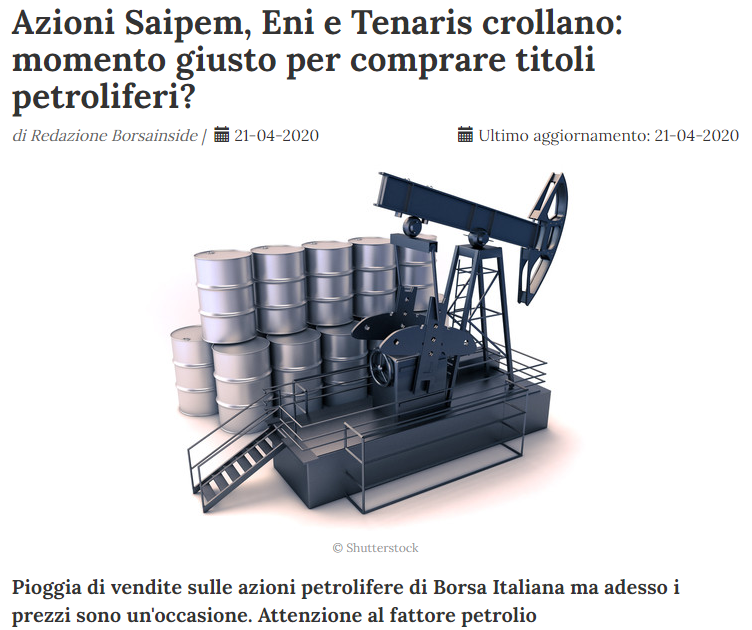 Azioni Saipem, Eni e Tenaris crollano:
momento giusto per comprare titoli
petroliferi?
di Redazione Borsainside | 21-04-2020 Ultimo aggiornamento: 21-04-2020
© Shutterstock
Pioggia di vendite sulle azioni petrolifere di Borsa Italiana ma adesso i
prezzi sono un'occasione. Attenzione al fattore petrolio